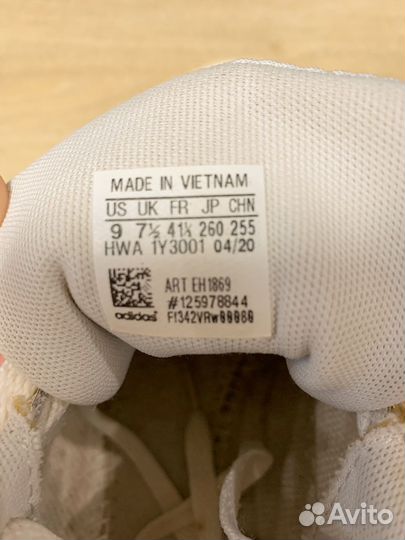 MADE IN VIETNAM
US UK FR JP CHN
9 7½ 41⅓ 260 255
HWA 1Y3001 04/20
ART EH1869
#125978844
adidas
Avito